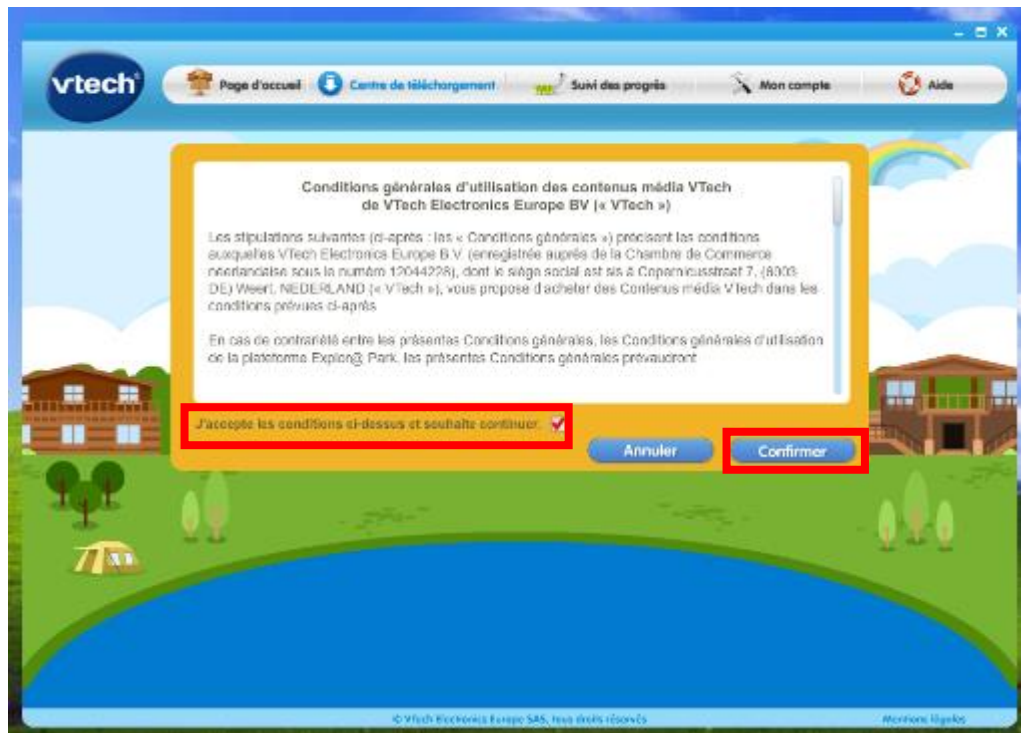 vtech
Page d'accueil
Centre de téléchargement
Suivi des progrès
Mon compte
Aide
Conditions générales d'utilisation des contenus média VTech
de VTech Electronics Europe BV (« VTech »)
Les stipulations suivantes (ci-après : les « Conditions générales ») précisent les conditions
auxquelles VTech Electronics Europe B.V. (enregistrée auprès de la Chambre de Commerce
néerlandaise sous le numéro 12044228), dont le siège social est sis à Copernicusstraat 7, (6003
DE) Weert, NEDERLAND (« VTech »), vous propose d'acheter des Contenus média VTech dans les
conditions prévues ci-après
En cas de contrariété entre les présentes Conditions générales, les Conditions générales d'utilisation
de la plateforme Explor@ Park, les présentes Conditions générales prévaudront
J'accepte les conditions ci-dessus et souhaite continuer.
Annuler
Confirmer
© VTech Electronics Europe SAS, tous droits réservés
Mentions légales